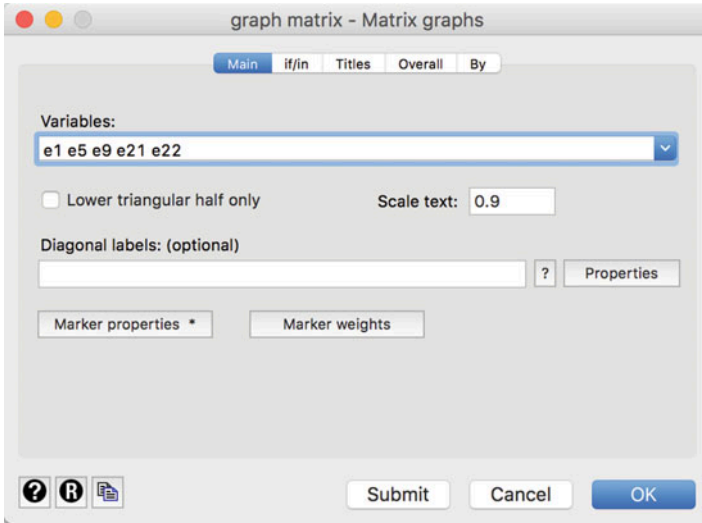 graph matrix - Matrix graphs
Main if/in Titles Overall By
Variables:
e1 e5 e9 e21 e22
Lower triangular half only Scale text: 0.9
Diagonal labels: (optional)
? Properties
Marker properties * Marker weights
? R Submit Cancel OK